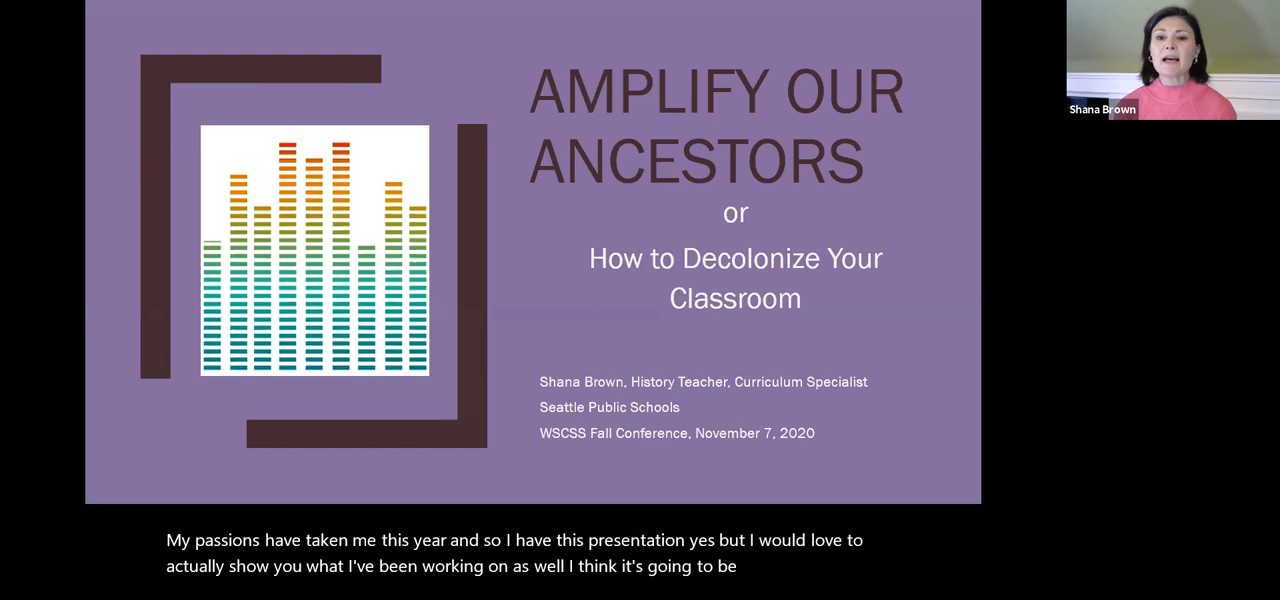 AMPLIFY OUR
ANCESTORS
or
How to Decolonize Your
Classroom
Shana Brown, History Teacher, Curriculum Specialist
Seattle Public Schools
WSCSS Fall Conference, November 7, 2020
Shana Brown
My passions have taken me this year and so I have this presentation yes but I would love to
actually show you what I've been working on as well I think it's going to be